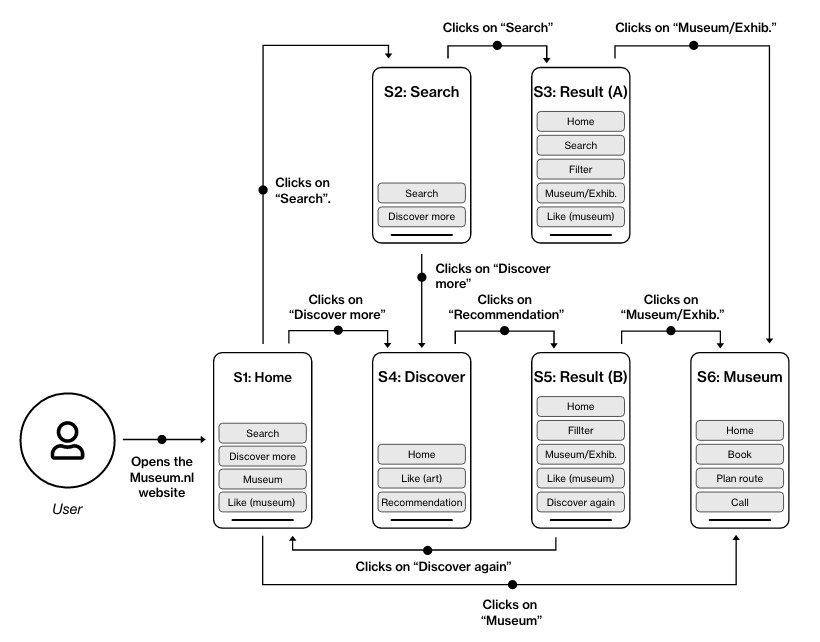 Clicks on “Search”
Clicks on “Museum/Exhib.”
S2: Search
Search
Discover more
S3: Result (A)
Home
Search
Filter
Museum/Exhib.
Like (museum)
Clicks on
“Search”.
Clicks on “Discover
more”
Clicks on
“Discover more”
Clicks on
“Recommendation”
Clicks on
“Museum/Exhib.”
User
Opens the
Museum.nl
website
S1: Home
Search
Discover more
Museum
Like (museum)
S4: Discover
Home
Like (art)
Recommendation
S5: Result (B)
Home
Fillter
Museum/Exhib.
Like (museum)
Discover again
S6: Museum
Home
Book
Plan route
Call
Clicks on “Discover again”
Clicks on
“Museum”